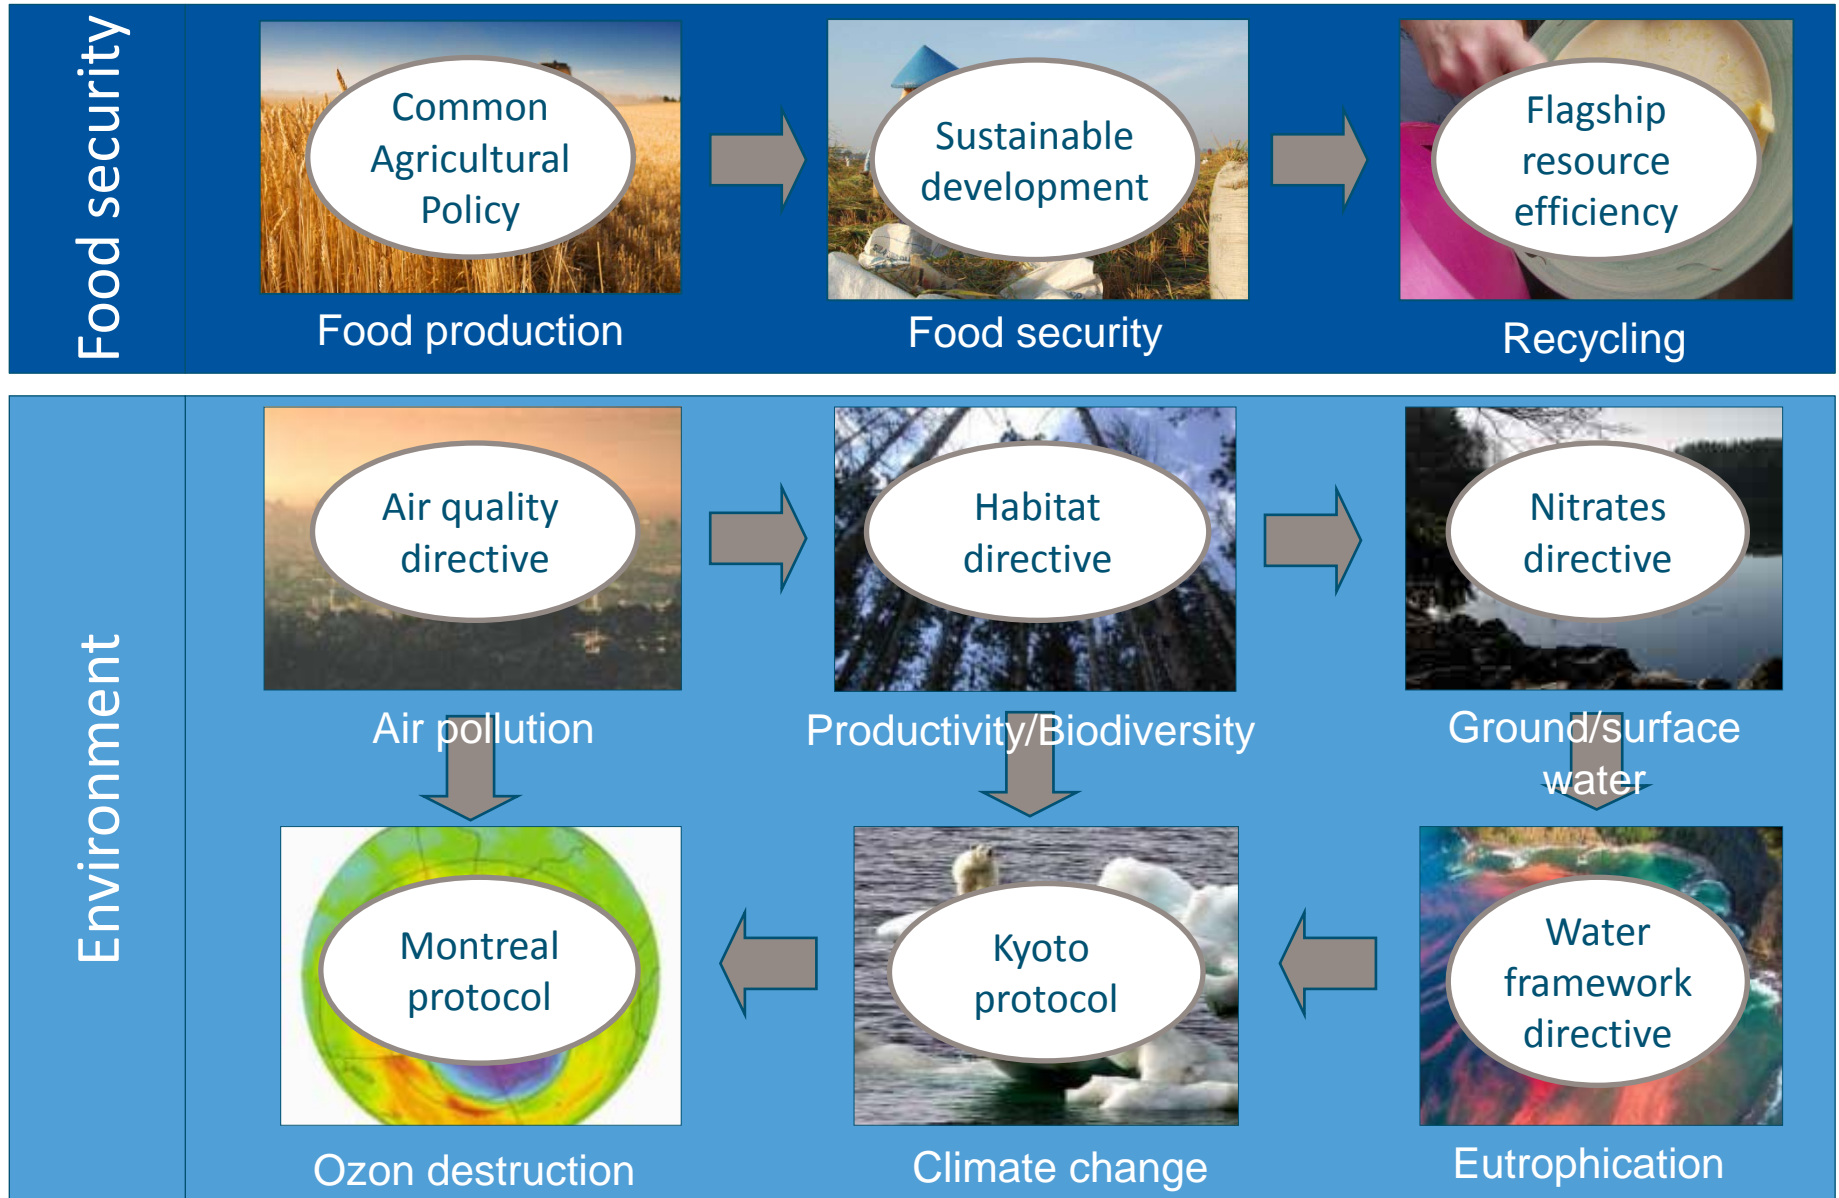 Food security
Common
Agricultural
Policy
Food production
Sustainable
development
Food security
Flagship
resource
efficiency
Recycling
Environment
Air quality
directive
Air pollution
Habitat
directive
Productivity/Biodiversity
Nitrates
directive
Ground/surface
water
Montreal
protocol
Ozon destruction
Kyoto
protocol
Climate change
Water
framework
directive
Eutrophication